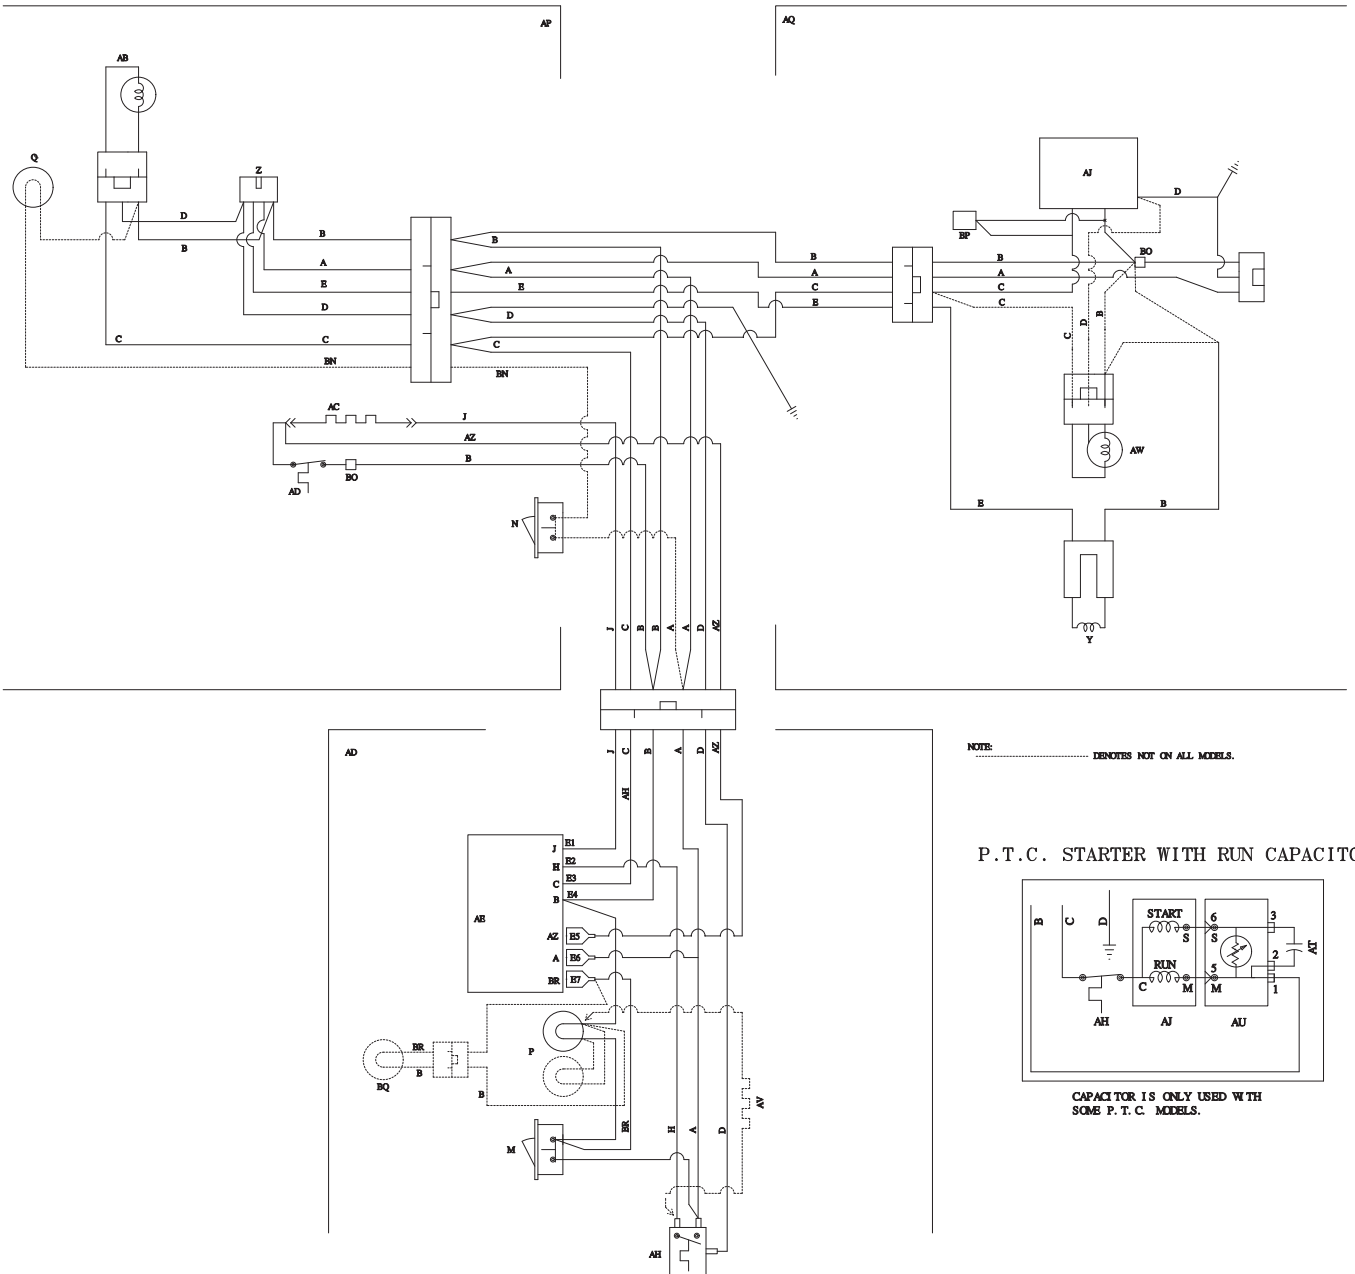 AP
AQ
AB
Q
Z
AJ
D
D
BP
B
B
B
BO
B
B
A
A
A
A
E
E
C
C
D
D
E
C
B
D
C
C
C
C
BN
BN
AC
J
AZ
B
BO
AD
AW
N
E
B
J
C
B
B
A
A
D
AZ
Y
AD
J
C
B
A
D
AZ
NOTE:
DENOTES NOT ON ALL MODELS.
AH
J
E1
H
E2
C
E3
B
E4
AE
AZ
E5
A
E6
BR
E7
P.T.C. STARTER WITH RUN CAPACITO
B
C
D
START
S
6
S
3
AT
RUN
C
M
5
M
2
1
AH
AJ
AU
CAPACITOR IS ONLY USED WITH
SOME P. T. C. MODELS.
BR
B
BQ
P
B
AV
M
BR
H
A
D
AH